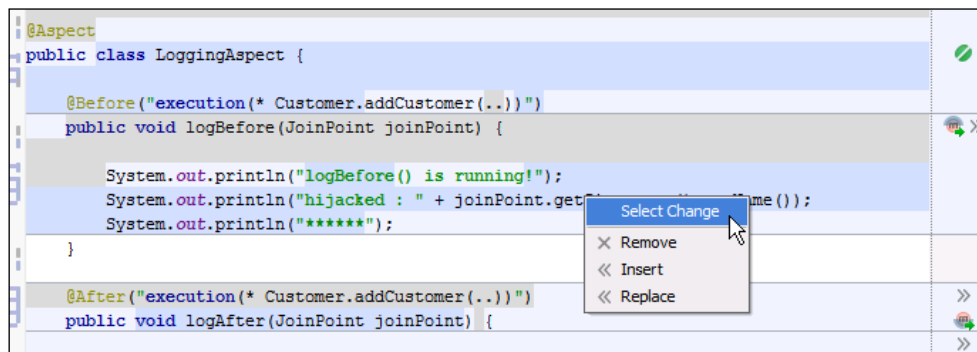 @Aspect
public class LoggingAspect {
@Before("execution(* Customer.addCustomer(..))")
public void logBefore(JoinPoint joinPoint) {
System.out.println("logBefore() is running!");
System.out.println("hijacked : " + joinPoint.get me());
System.out.println("******");
}
@After("execution(* Customer.addCustomer(..))")
public void logAfter(JoinPoint joinPoint) {
Select Change
Remove
Insert
Replace